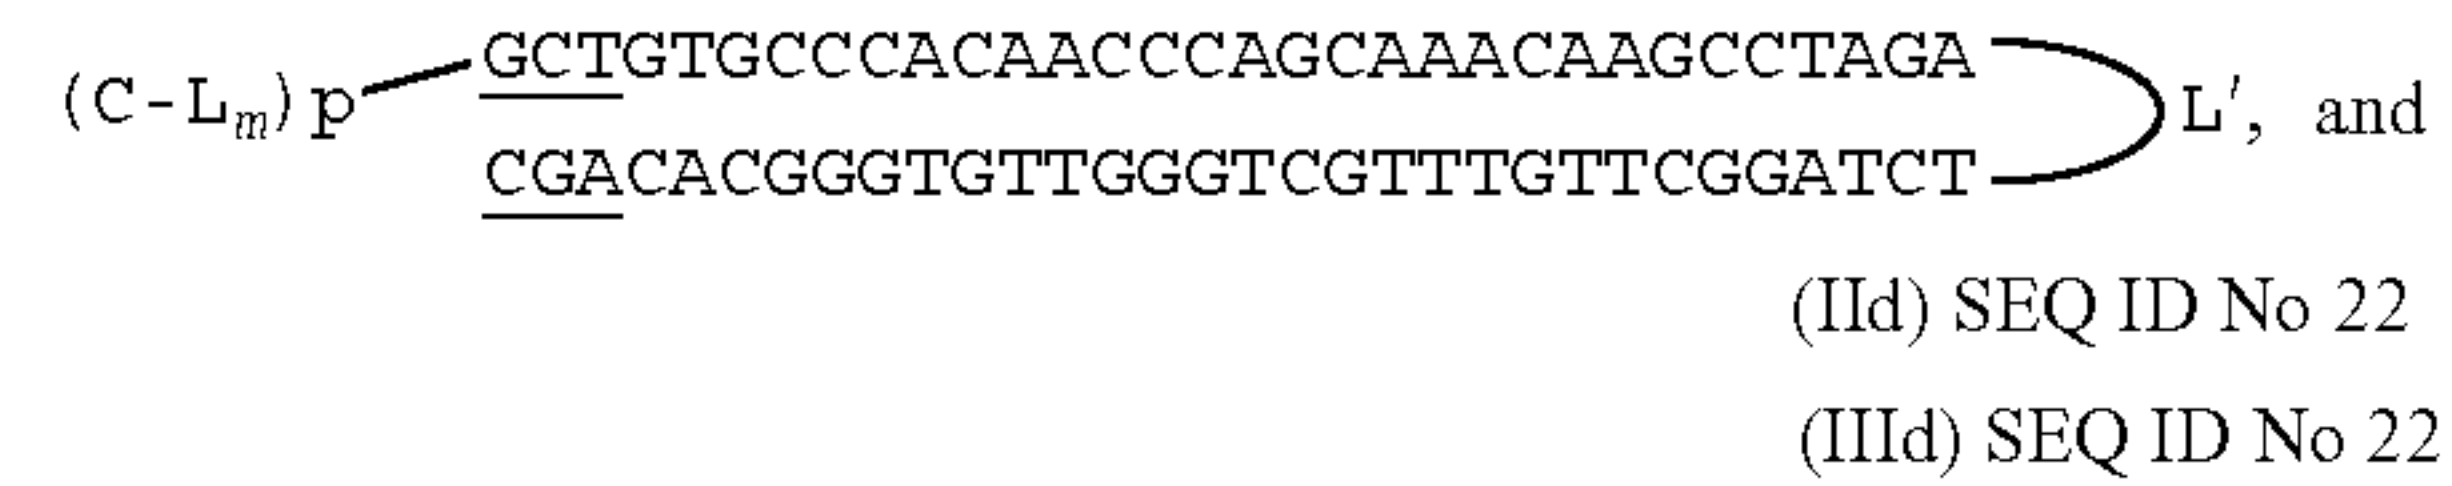 GCTGTGCCCACAACCCAGCAAACAAGCCTAGA
(C-Lm)p L′, and
CGACACGGGTGTTGGGTCGTTTGTTCGGATCT
(IId) SEQ ID No 22
(IIId) SEQ ID No 22